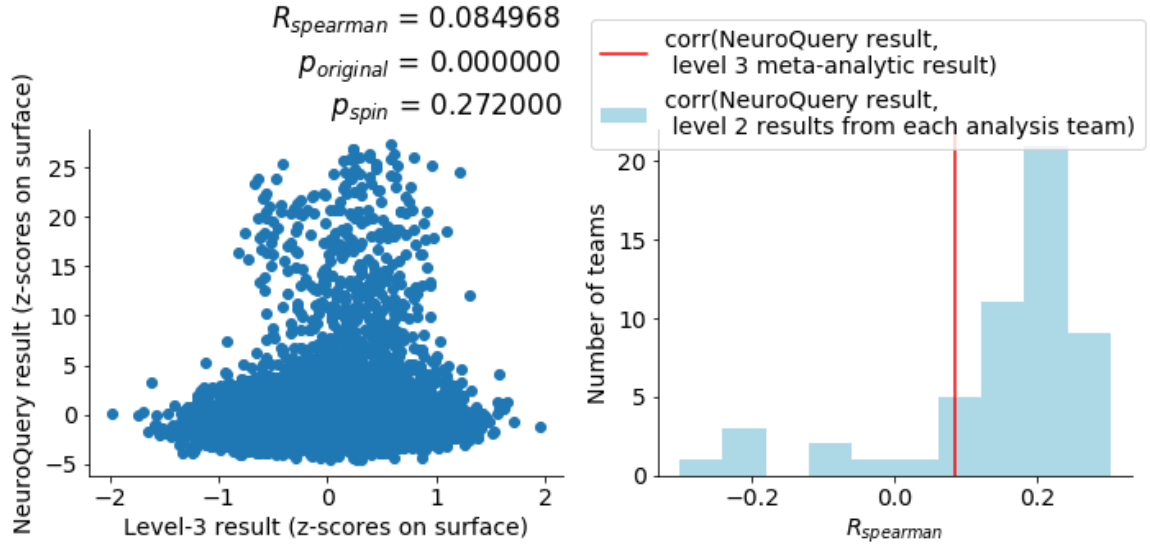 R_spearman = 0.084968
p_original = 0.000000
p_spin = 0.272000
NeuroQuery result (z-scores on surface)
25
20
15
10
5
0
−5
−2
−1
0
1
2
Level-3 result (z-scores on surface)
corr(NeuroQuery result,
level 3 meta-analytic result)
corr(NeuroQuery result,
level 2 results from each analysis team)
Number of teams
20
15
10
5
0
−0.2
0.0
0.2
R_spearman